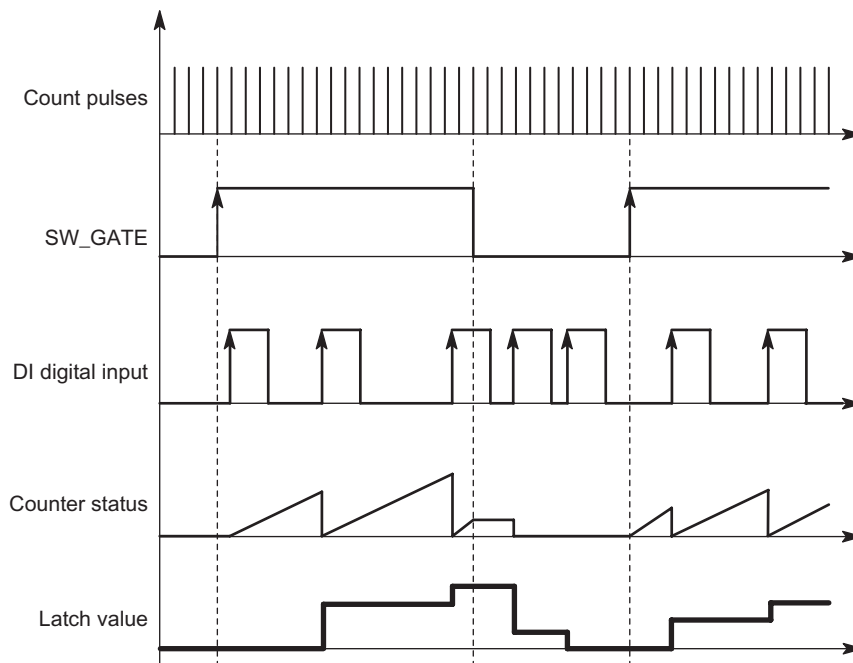 Count pulses
SW_GATE
DI digital input
Counter status
Latch value